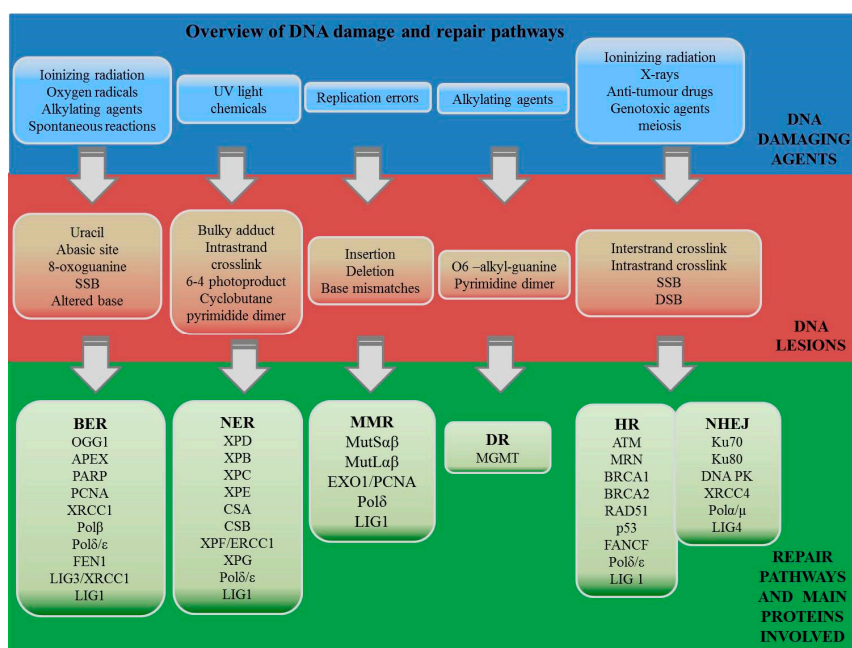 Overview of DNA damage and repair pathways
Ioinizing radiation
Oxygen radicals
Alkylating agents
Spontaneous reactions
UV light
chemicals
Replication errors
Alkylating agents
Ioninizing radiation
X-rays
Anti-tumour drugs
Genotoxic agents
meiosis
DNA
DAMAGING
AGENTS
Uracil
Abasic site
8-oxoguanine
SSB
Altered base
Bulky adduct
Intrastrand
crosslink
6-4 photoproduct
Cyclobutane
pyrimidide dimer
Insertion
Deletion
Base mismatches
O6 –alkyl-guanine
Pyrimidine dimer
Interstrand crosslink
Intrastrand crosslink
SSB
DSB
DNA
LESIONS
BER
OGG1
APEX
PARP
PCNA
XRCC1
Polβ
Polδ/ε
FEN1
LIG3/XRCC1
LIG1
NER
XPD
XPB
XPC
XPE
CSA
CSB
XPF/ERCC1
XPG
Polδ/ε
LIG1
MMR
MutSαβ
MutLαβ
EXO1/PCNA
Polδ
LIG1
DR
MGMT
HR
ATM
MRN
BRCA1
BRCA2
RAD51
p53
FANCF
Polδ/ε
LIG 1
NHEJ
Ku70
Ku80
DNA PK
XRCC4
Polα/μ
LIG4
REPAIR
PATHWAYS
AND MAIN
PROTEINS
INVOLVED